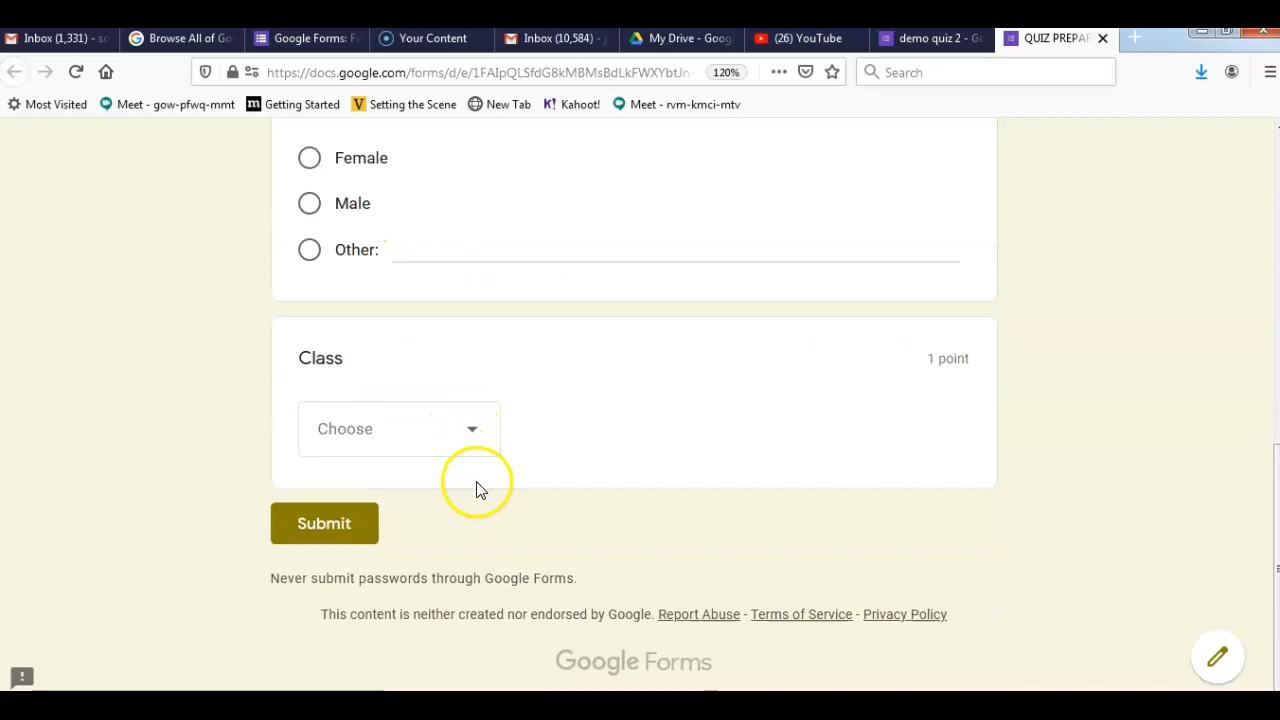 Inbox (1,331) - so
Browse All of Go
Google Forms: F
Your Content
Inbox (10,584) - j
My Drive - Goog
(26) YouTube
demo quiz 2 - G
QUIZ PREPAR
https://docs.google.com/forms/d/e/1FAIpQLSfdG8kMBMsBdLkFWXYbtJn-
120%
Search
Most Visited
Meet - gow-pfwq-mmt
Getting Started
Setting the Scene
New Tab
Kahoot!
Meet - rvm-kmci-mtv
Female
Male
Other:
Class
1 point
Choose
Submit
Never submit passwords through Google Forms.
This content is neither created nor endorsed by Google. Report Abuse - Terms of Service - Privacy Policy
Google Forms